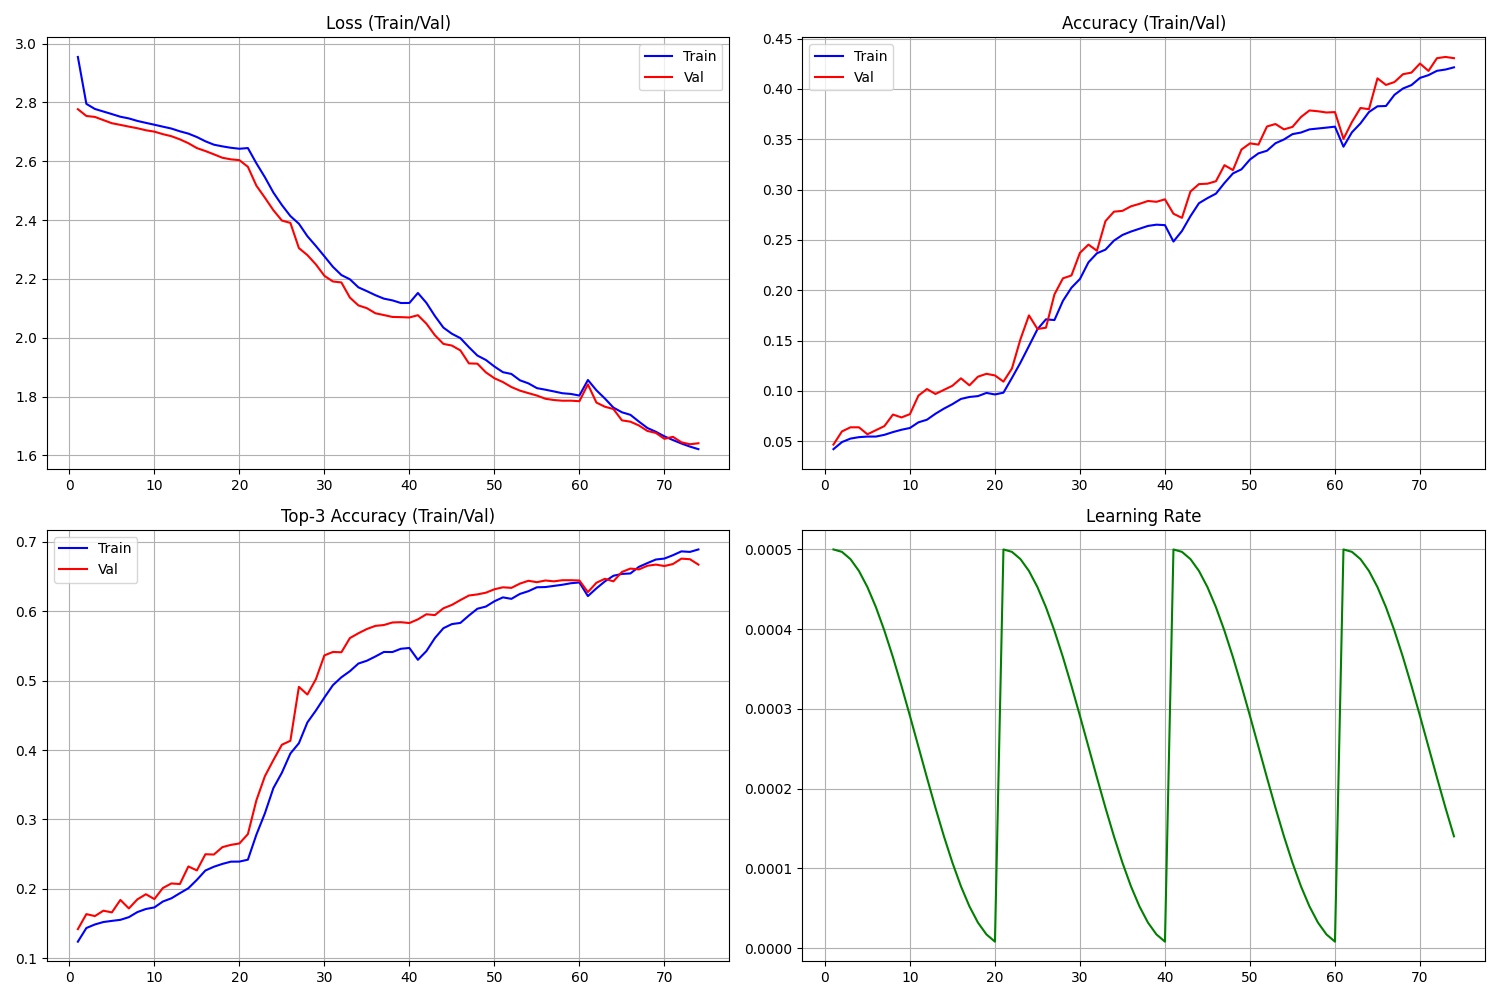 Loss (Train/Val)
Train
Val
3.0
2.8
2.6
2.4
2.2
2.0
1.8
1.6
0 10 20 30 40 50 60 70
Accuracy (Train/Val)
Train
Val
0.45
0.40
0.35
0.30
0.25
0.20
0.15
0.10
0.05
0 10 20 30 40 50 60 70
Top-3 Accuracy (Train/Val)
Train
Val
0.7
0.6
0.5
0.4
0.3
0.2
0.1
0 10 20 30 40 50 60 70
Learning Rate
0.0005
0.0004
0.0003
0.0002
0.0001
0.0000
0 10 20 30 40 50 60 70